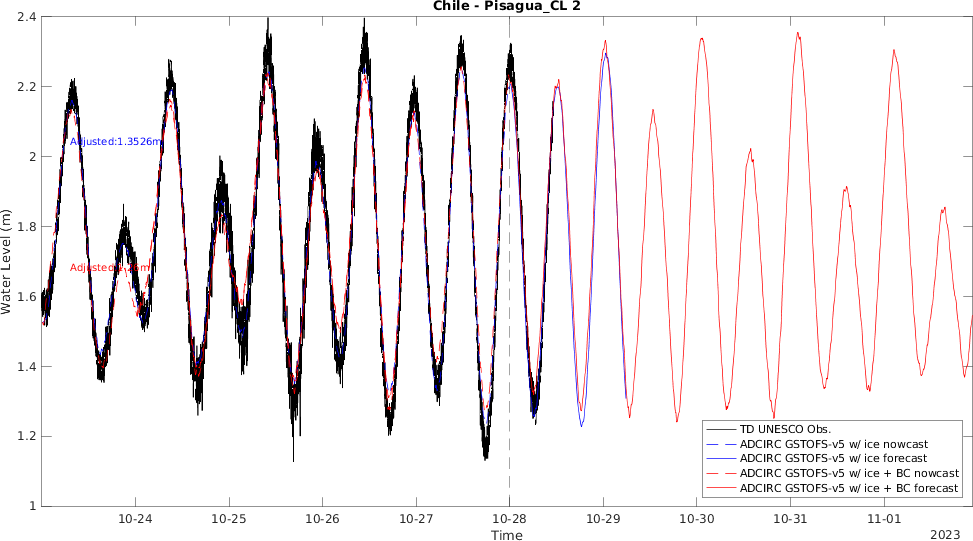 Chile - Pisagua_CL 2
2.4
2.2
2
1.8
1.6
1.4
1.2
1
Water Level (m)
Adjusted:1.3526m
10-24
10-25
10-26
10-27
10-28
10-29
10-30
10-31
11-01
Time
2023
TD UNESCO Obs.
ADCIRC GSTOFS-v5 w/ ice nowcast
ADCIRC GSTOFS-v5 w/ ice forecast
ADCIRC GSTOFS-v5 w/ ice + BC nowcast
ADCIRC GSTOFS-v5 w/ ice + BC forecast